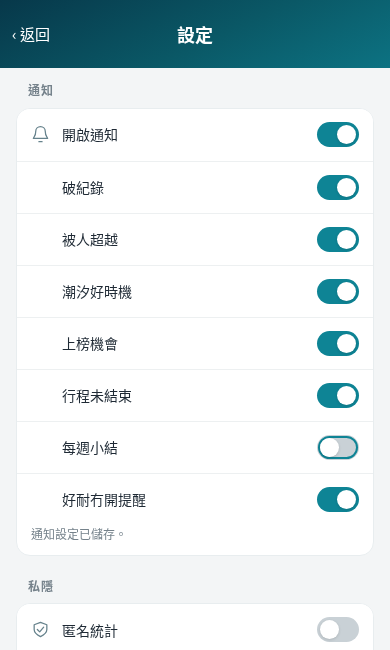 ‹ 返回
設定
通知
開啟通知
破紀錄
被人超越
潮汐好時機
上榜機會
行程未結束
每週小結
好耐冇開提醒
通知設定已儲存。
私隱
匿名統計